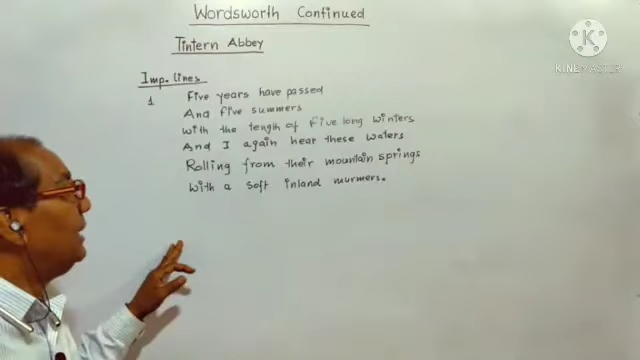 Wordsworth Continued
Tintern Abbey
Imp. lines
1 Five years have passed
And five summers
with the tength of five long winters
And I again hear these waters
Rolling from their mountain springs
with a soft inland murmers.
K
KINEMASTER